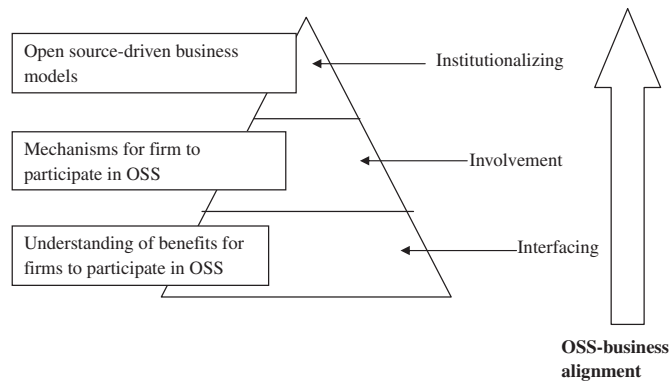 Open source-driven business
models
Institutionalizing
Mechanisms for firm to
participate in OSS
Involvement
Understanding of benefits for
firms to participate in OSS
Interfacing
OSS-business
alignment